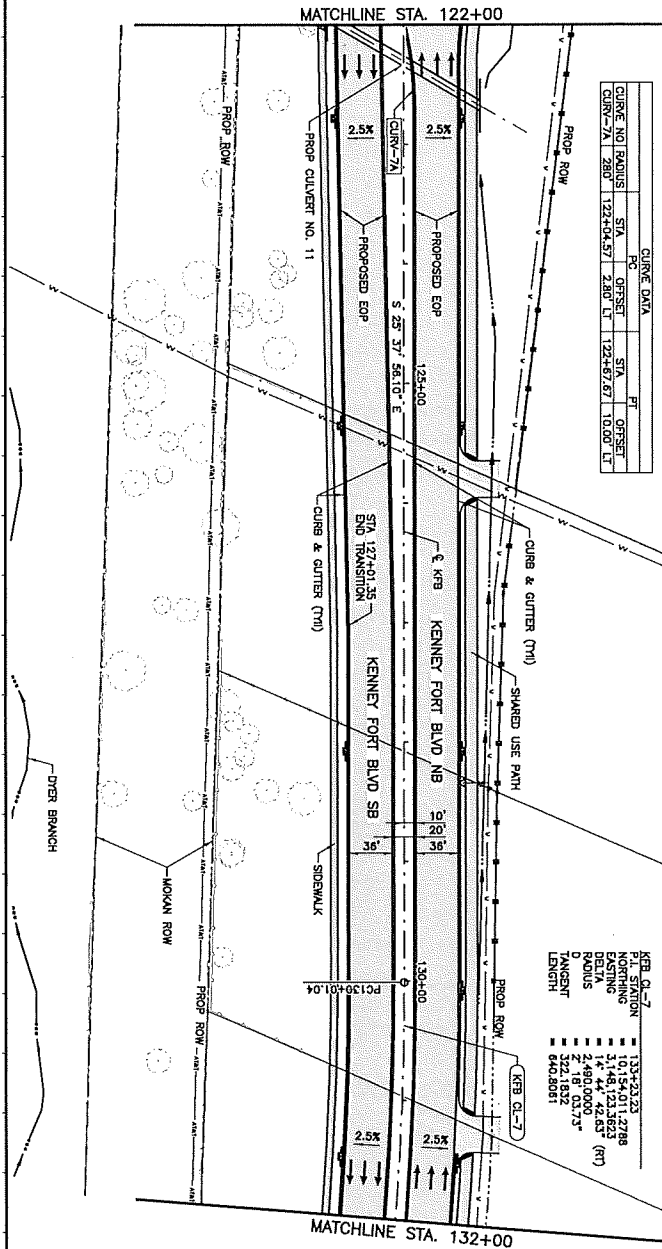 MATCHLINE STA. 122+00
CURVE DATA
PC
PT
CURVE NO
RADIUS
STA
OFFSET
STA
OFFSET
CURV-7A
280'
122+04.57
2.80' LT
122+67.67
10.00' LT
PROP ROW
PROP ROW
PROP CULVERT NO. 11
CURV-7A
2.5%
2.5%
PROPOSED EOP
PROPOSED EOP
S 25° 37' 56.10" E
125+00
CURB & GUTTER (TYII)
CURB & GUTTER (TYII)
STA 127+01.35
END TRANSITION
℄ KFB
KENNEY FORT BLVD NB
KENNEY FORT BLVD SB
SHARED USE PATH
10'
20'
36'
36'
SIDEWALK
DYER BRANCH
MOKAN ROW
PROP ROW
PROP ROW
130+00
PC130+01.04
KFB CL-7
2.5%
2.5%
KFB CL-7
P.I. STATION = 133+23.23
NORTHING = 10,154,011.2788
EASTING = 3,148,123.3623
DELTA = 14° 44' 42.63" (RT)
RADIUS = 2,490.0000
D = 2° 18' 03.73"
TANGENT = 322.1832
LENGTH = 640.8061
MATCHLINE STA. 132+00